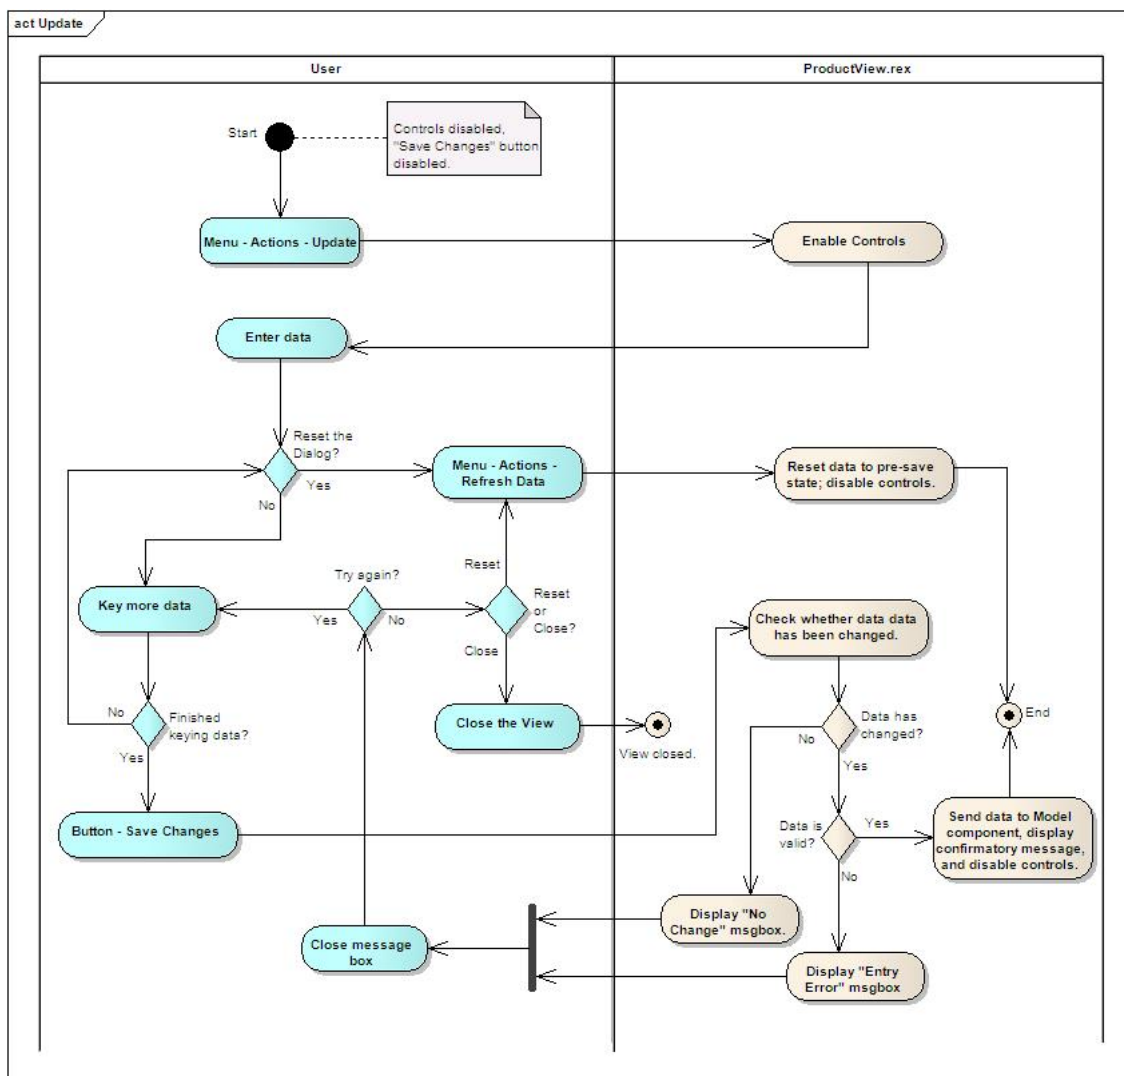 act Update
User
ProductView.rex
Start
Controls disabled,
"Save Changes" button
disabled.
Menu - Actions - Update
Enable Controls
Enter data
Reset the
Dialog?
Yes
No
Menu - Actions -
Refresh Data
Reset data to pre-save
state; disable controls.
Key more data
Try again?
Yes
No
Reset
Reset
or
Close?
Close
Check whether data data
has been changed.
No
Finished
keying data?
Yes
Close the View
View closed.
Data has
changed?
No
Yes
End
Button - Save Changes
Data is
valid?
Yes
No
Send data to Model
component, display
confirmatory message,
and disable controls.
Display "No
Change" msgbox.
Close message
box
Display "Entry
Error" msgbox